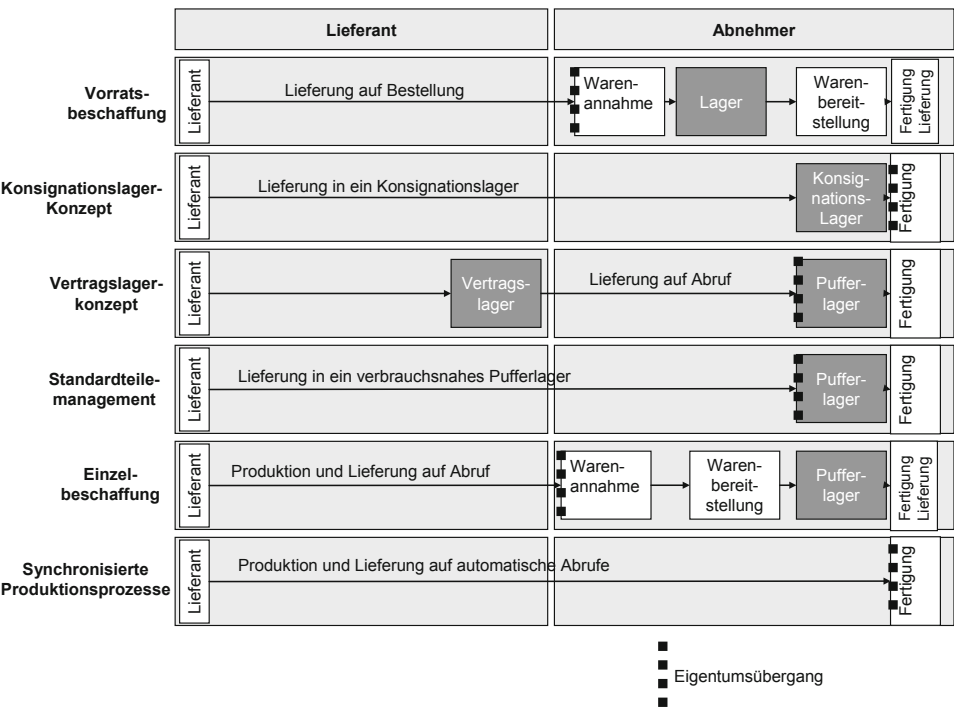 Lieferant
Abnehmer
Vorrats-
beschaffung
Lieferant
Lieferung auf Bestellung
Waren-
annahme
Lager
Waren-
bereit-
stellung
Fertigung
Lieferung
Konsignationslager-
Konzept
Lieferant
Lieferung in ein Konsignationslager
Konsig-
nations-
Lager
Fertigung
Vertragslager-
konzept
Lieferant
Vertrags-
lager
Lieferung auf Abruf
Puffer-
lager
Fertigung
Standardteile-
management
Lieferant
Lieferung in ein verbrauchsnahes Pufferlager
Puffer-
lager
Fertigung
Einzel-
beschaffung
Lieferant
Produktion und Lieferung auf Abruf
Waren-
annahme
Waren-
bereit-
stellung
Puffer-
lager
Fertigung
Lieferung
Synchronisierte
Produktionsprozesse
Lieferant
Produktion und Lieferung auf automatische Abrufe
Fertigung
Eigentumsübergang